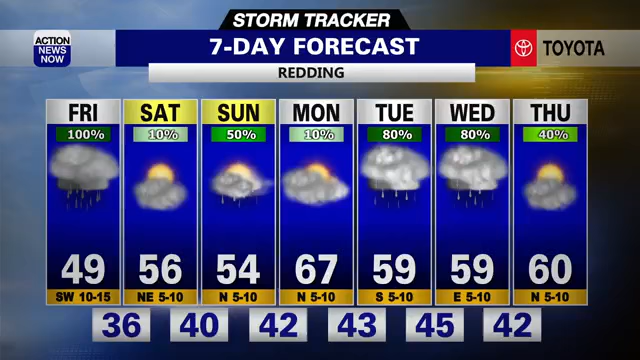 STORM TRACKER
ACTION
NEWS
NOW
7-DAY FORECAST
TOYOTA
REDDING
FRI SAT SUN MON TUE WED THU
100% 10% 50% 10% 80% 80% 40%
49 56 54 67 59 59 60
SW 10-15 NE 5-10 N 5-10 N 5-10 S 5-10 E 5-10 N 5-10
36 40 42 43 45 42